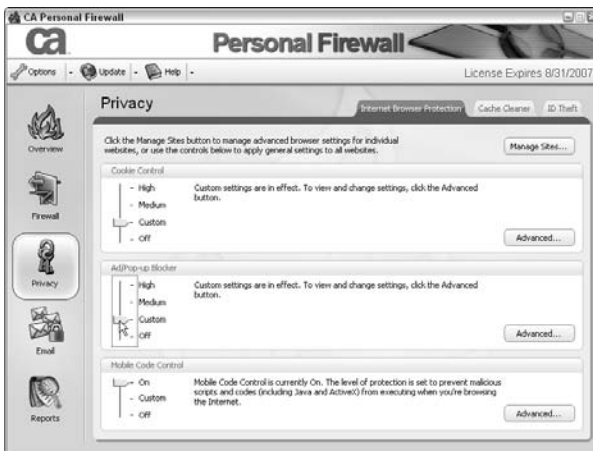 CA Personal Firewall
ca
Personal Firewall
Options
Update
Help
License Expires 8/31/2007
Overview
Firewall
Privacy
Email
Reports
Privacy
Internet Browser Protection
Cache Cleaner
ID Theft
Click the Manage Sites button to manage advanced browser settings for individual
websites, or use the controls below to apply general settings to all websites.
Manage Sites...
Cookie Control
High
Medium
Custom
Off
Custom settings are in effect. To view and change settings, click the Advanced
button.
Advanced...
Ad/Pop-up Blocker
High
Medium
Custom
Off
Custom settings are in effect. To view and change settings, click the Advanced
button.
Advanced...
Mobile Code Control
On
Custom
Off
Mobile Code Control is currently On. The level of protection is set to prevent malicious
scripts and codes (including Java and ActiveX) from executing when you're browsing
the Internet.
Advanced...